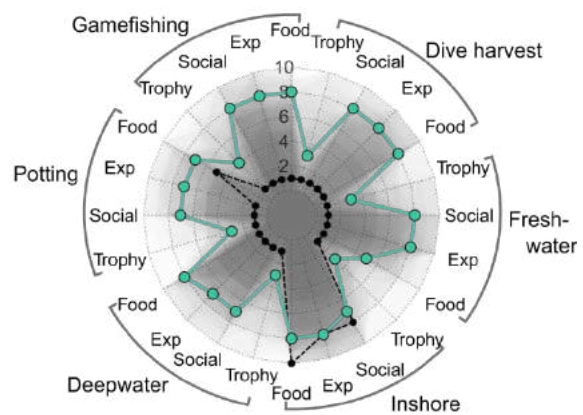 Gamefishing
Food
Exp
Social
Trophy
Dive harvest
Trophy
Social
Exp
Food
Fresh-
water
Trophy
Social
Exp
Food
Inshore
Trophy
Social
Exp
Food
Deepwater
Trophy
Social
Exp
Food
Potting
Trophy
Social
Exp
Food
10
8
6
4
2